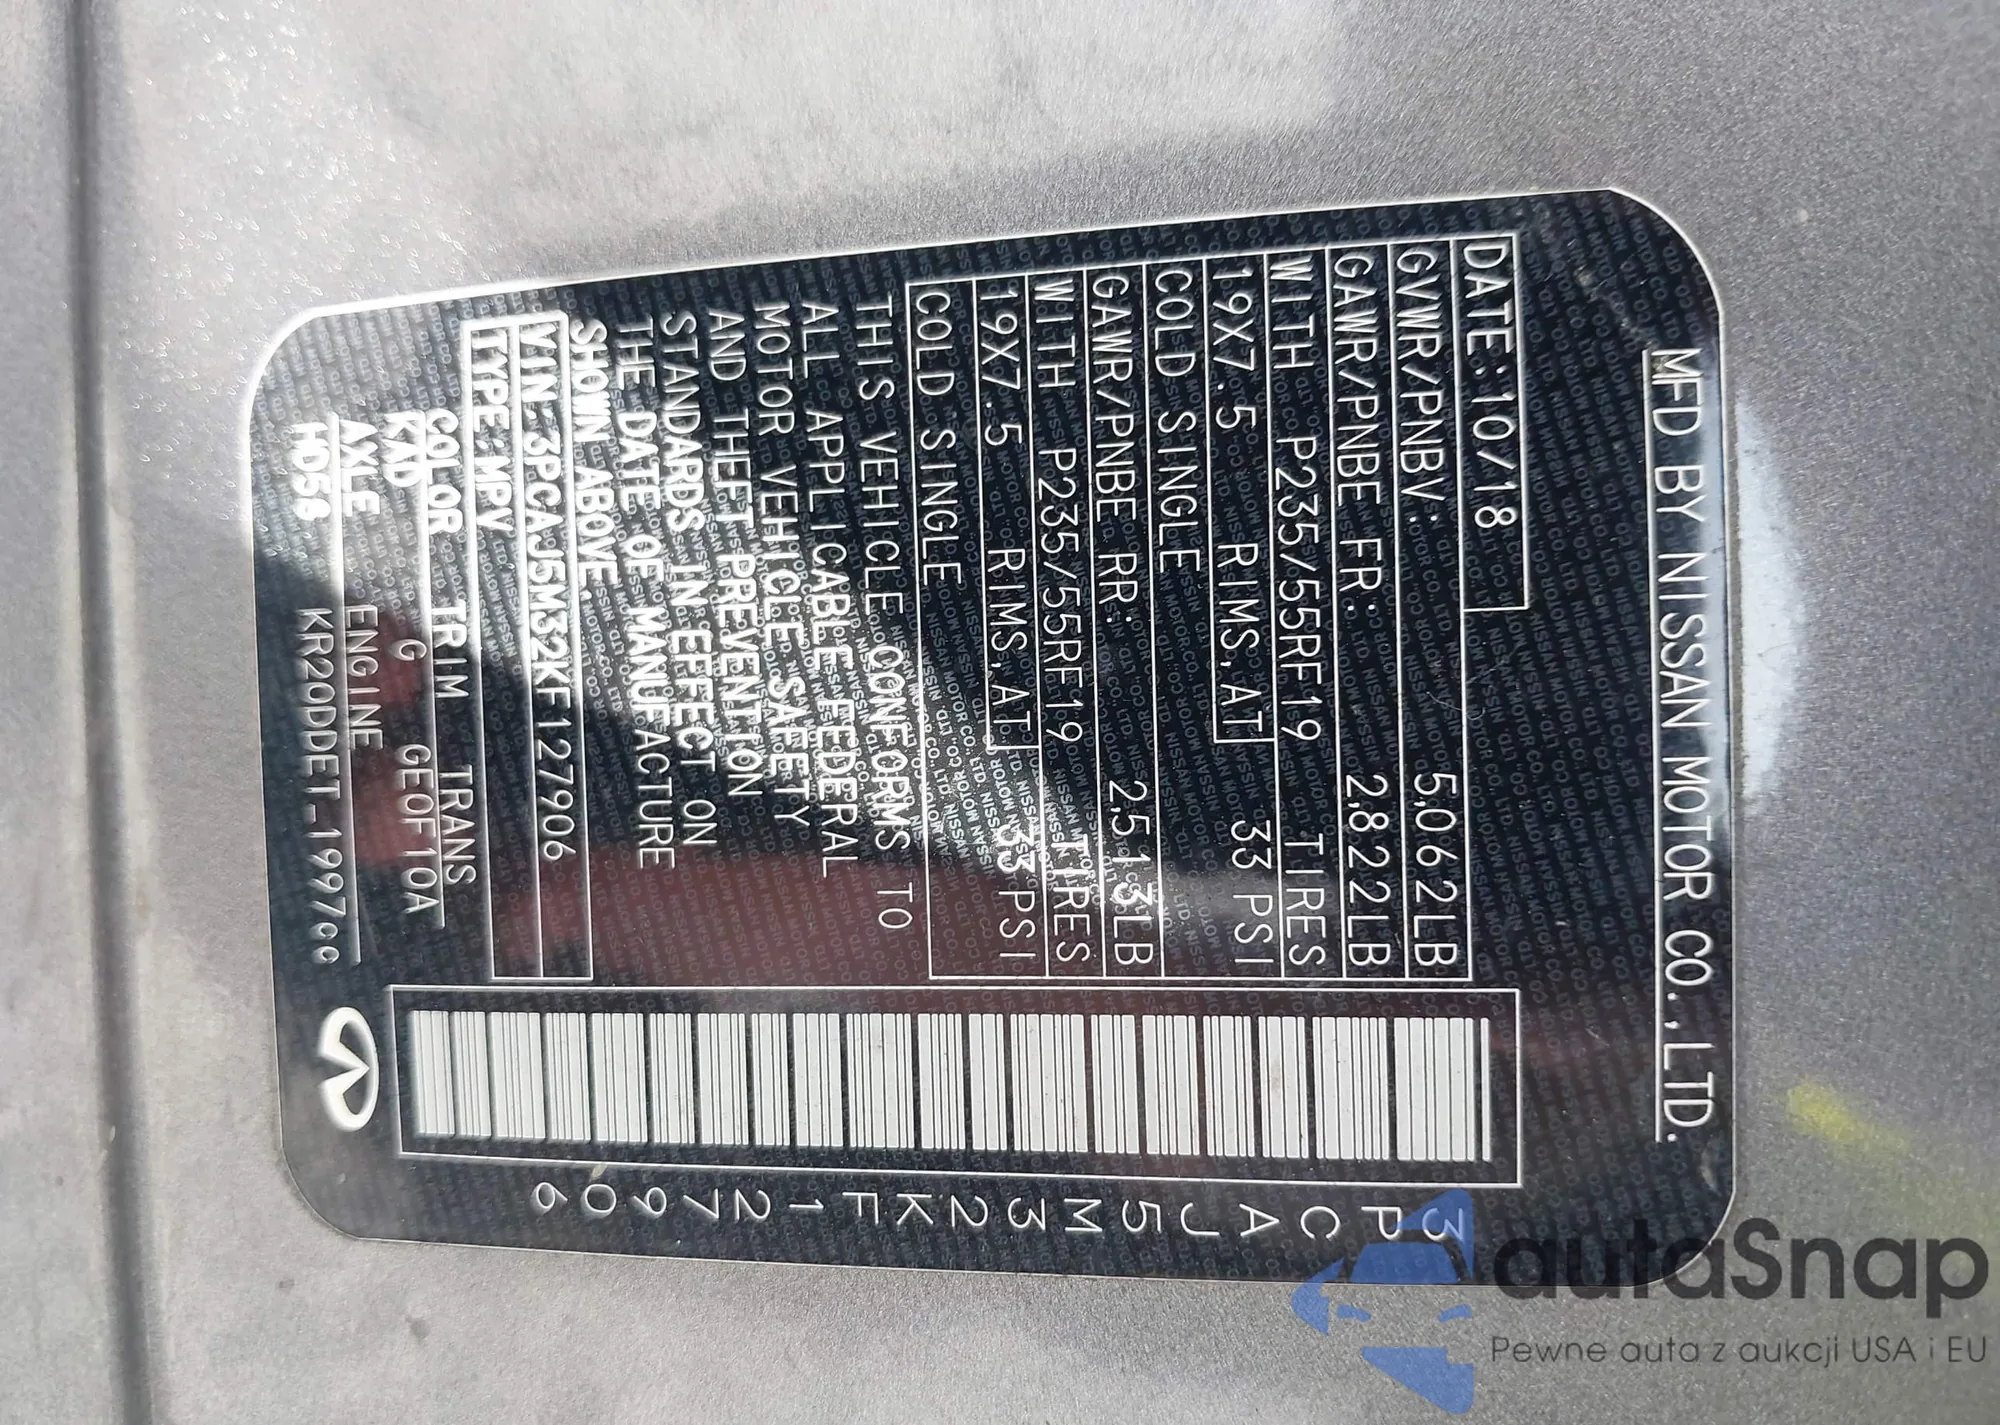 MFD BY NISSAN MOTOR CO.,LTD.
DATE:10/18
GVWR/PNBV: 5,062LB
GAWR/PNBE FR: 2,822LB
WITH P235/55RF19 TIRES
19X7.5 RIMS,AT 33 PSI
COLD SINGLE
GAWR/PNBE RR: 2,513LB
WITH P235/55RF19 TIRES
19X7.5 RIMS,AT 33 PSI
COLD SINGLE
THIS VEHICLE CONFORMS TO
ALL APPLICABLE FEDERAL
MOTOR VEHICLE SAFETY
AND THEFT PREVENTION
STANDARDS IN EFFECT ON
THE DATE OF MANUFACTURE
SHOWN ABOVE.
VIN:3PCAJ5M32KF127906
TYPE:MPV
COLOR TRIM TRANS
KAD G GEOF10A
AXLE ENGINE
HD56 KR20DDET-1997cc
3PCAJ5M32KF127906
autaSnap
Pewne auta z aukcji USA i EU